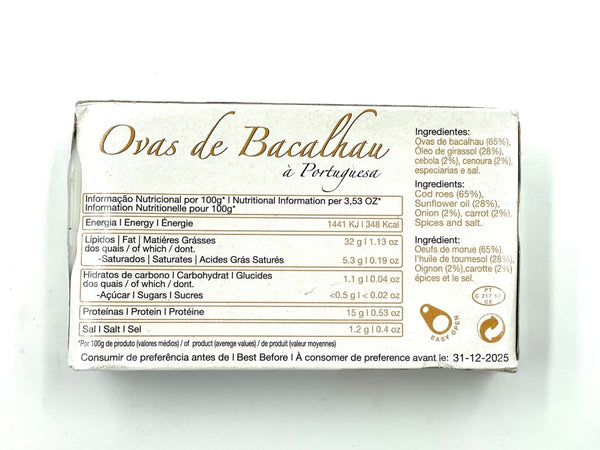 Ovas de Bacalhau
à Portuguesa
Informação Nutricional por 100g* | Nutritional Information per 3,53 OZ*
Information Nutritionelle pour 100g*
Energia | Energy | Énergie 1441 KJ | 348 Kcal
Lípidos | Fat | Matiéres Grásses 32 g | 1.13 oz
dos quais / of which / dont.
-Saturados | Saturates | Acides Grás Saturés 5.3 g | 0.19 oz
Hidratos de carbono | Carbohydrat | Glucides 1.1 g | 0.04 oz
dos quais / of which / dont.
-Açúcar | Sugars | Sucres <0.5 g | < 0.02 oz
Proteínas | Protein | Protéine 15 g | 0.53 oz
Sal | Salt | Sel 1.2 g | 0.4 oz
*Por 100g de produto (valores médios) / of product (averege values) / de produit (valeur moyennes)
Consumir de preferência antes de | Best Before | À consomer de preference avant le: 31-12-2025
Ingredientes:
Ovas de bacalhau (65%),
Óleo de girassol (28%),
cebola (2%), cenoura (2%),
especiarias e sal.
Ingredients:
Cod roes (65%),
Sunflower oil (28%),
Onion (2%), carrot (2%).
Spices and salt.
Ingrédient:
Oeufs de morue (65%),
l'huile de tournesol (28%),
Oignon (2%),carotte (2%)
épices et le sel.
EASY OPEN
PT
CE